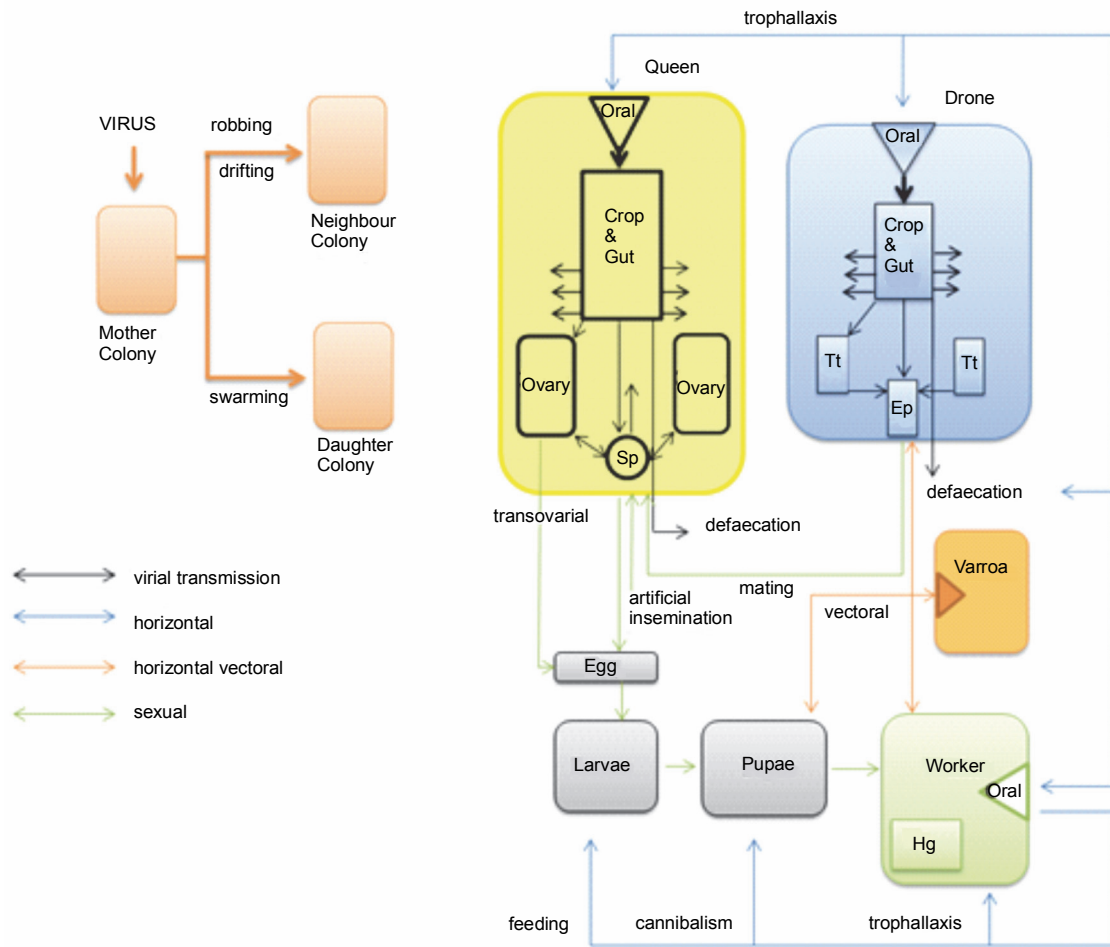 VIRUS
robbing
drifting
Neighbour
Colony
Mother
Colony
swarming
Daughter
Colony
virial transmission
horizontal
horizontal vectoral
sexual
trophallaxis
Queen
Oral
Crop
&
Gut
Ovary
Ovary
Sp
transovarial
defaecation
artificial
insemination
mating
Drone
Oral
Crop
&
Gut
Tt
Tt
Ep
defaecation
Varroa
vectoral
Egg
Larvae
Pupae
Worker
Oral
Hg
feeding
cannibalism
trophallaxis